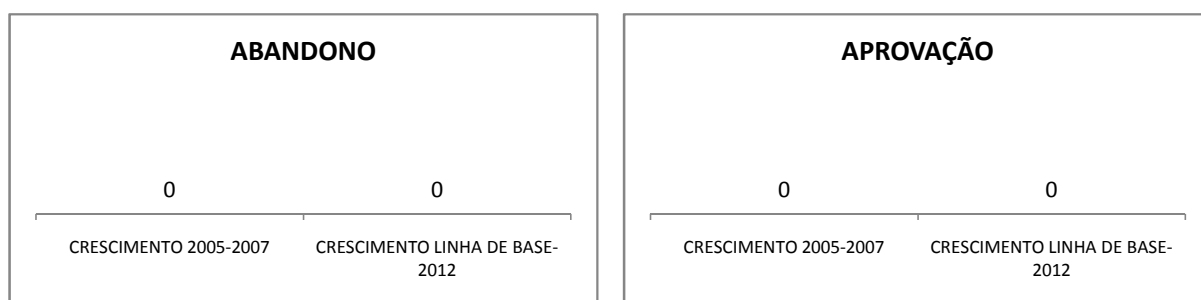 ABANDONO
0
0
CRESCIMENTO 2005-2007
CRESCIMENTO LINHA DE BASE-
2012
APROVAÇÃO
0
0
CRESCIMENTO 2005-2007
CRESCIMENTO LINHA DE BASE-
2012